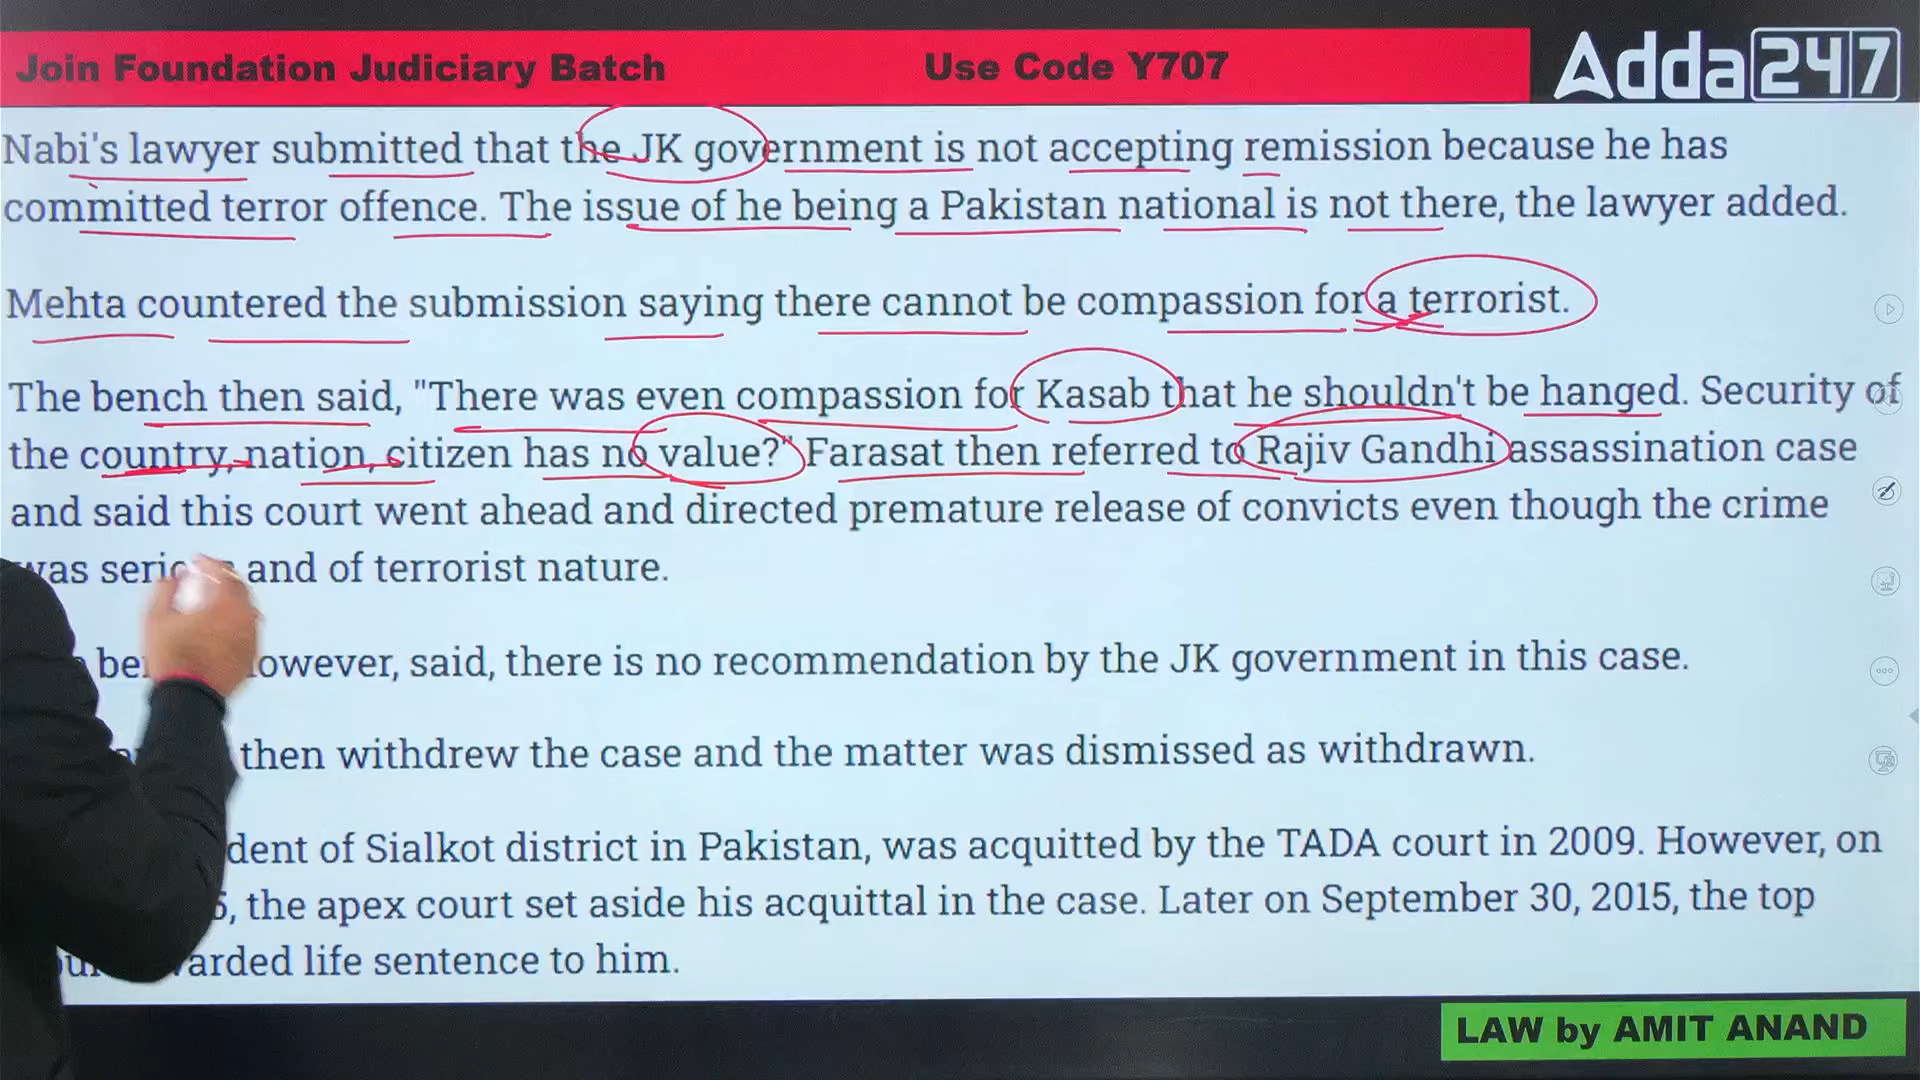 Join Foundation Judiciary Batch Use Code Y707 Adda247
Nabi's lawyer submitted that the JK government is not accepting remission because he has
committed terror offence. The issue of he being a Pakistan national is not there, the lawyer added.
Mehta countered the submission saying there cannot be compassion for a terrorist.
The bench then said, "There was even compassion for Kasab that he shouldn't be hanged. Security of
the country, nation, citizen has no value?" Farasat then referred to Rajiv Gandhi assassination case
and said this court went ahead and directed premature release of convicts even though the crime
was and of terrorist nature.
however, said, there is no recommendation by the JK government in this case.
then withdrew the case and the matter was dismissed as withdrawn.
of Sialkot district in Pakistan, was acquitted by the TADA court in 2009. However, on
the apex court set aside his acquittal in the case. Later on September 30, 2015, the top
life sentence to him.
LAW by AMIT ANAND